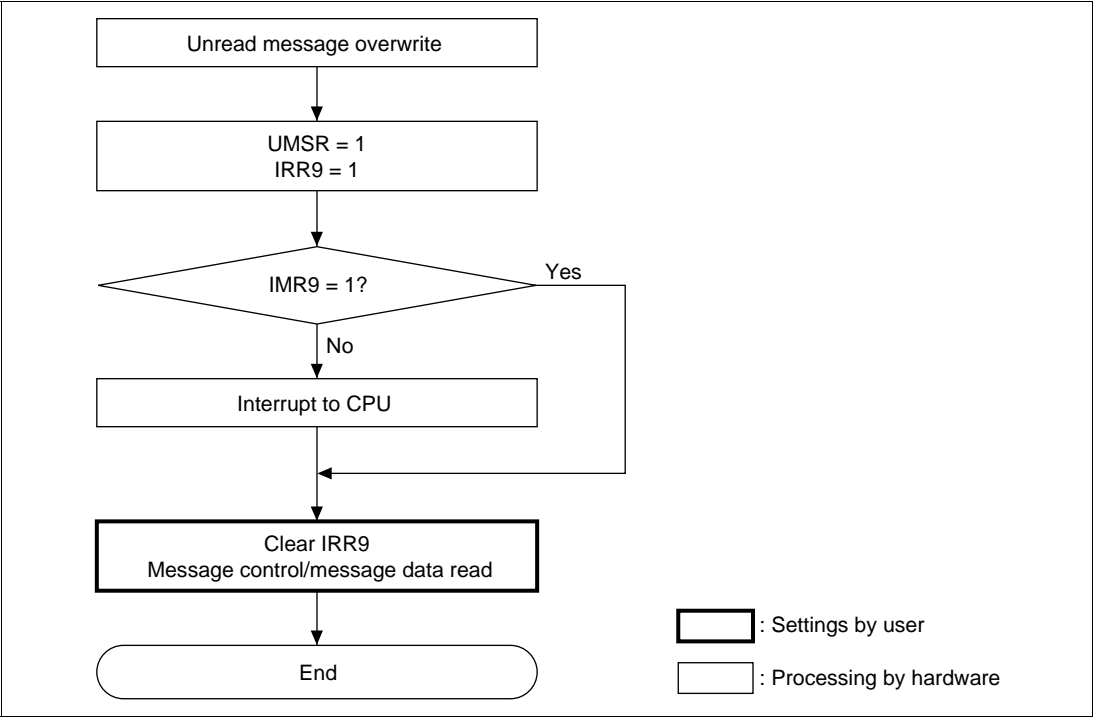 Unread message overwrite
UMSR = 1
IRR9 = 1
IMR9 = 1?
Yes
No
Interrupt to CPU
Clear IRR9
Message control/message data read
End
: Settings by user
: Processing by hardware